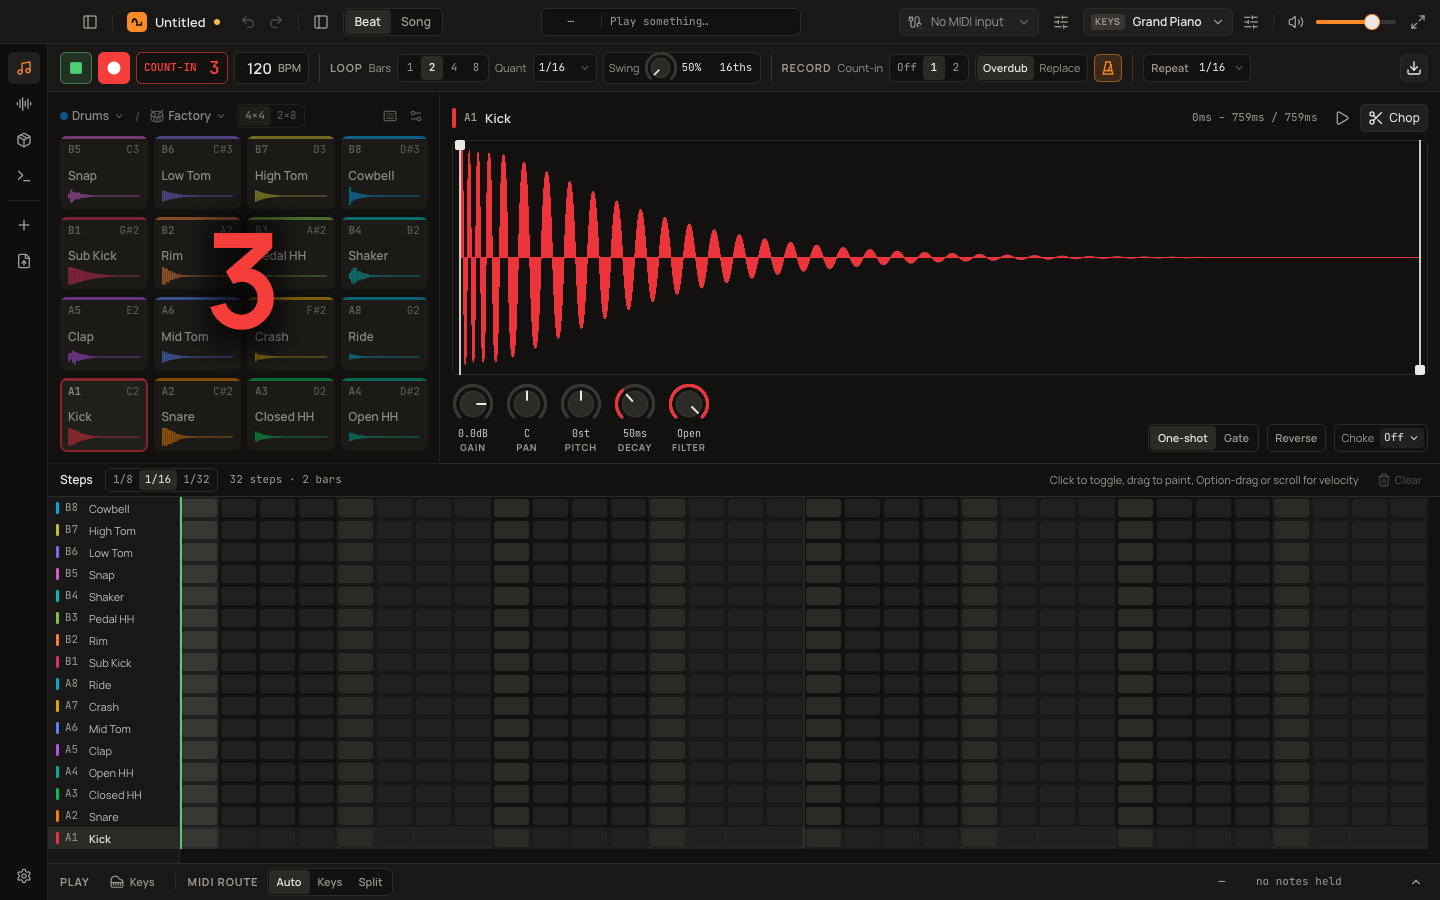 Untitled
Beat Song
– Play something…
No MIDI input
KEYS Grand Piano
COUNT-IN 3
120 BPM
LOOP Bars 1 2 4 8
Quant 1/16
Swing 50% 16ths
RECORD Count-in Off 1 2
Overdub Replace
Repeat 1/16
Drums / Factory 4×4 2×8
B5 C3
Snap
B6 C#3
Low Tom
B7 D3
High Tom
B8 D#3
Cowbell
B1 G#2
Sub Kick
B2 A2
Rim
B3 A#2
Pedal HH
B4 B2
Shaker
3
A5 E2
Clap
A6
Mid Tom
F#2
Crash
A8 G2
Ride
A1 C2
Kick
A2 C#2
Snare
A3 D2
Closed HH
A4 D#2
Open HH
A1 Kick
0ms – 759ms / 759ms
Chop
0.0dB
GAIN
C
PAN
0st
PITCH
50ms
DECAY
Open
FILTER
One-shot Gate
Reverse
Choke Off
Steps 1/8 1/16 1/32 32 steps · 2 bars
Click to toggle, drag to paint, Option-drag or scroll for velocity
Clear
B8 Cowbell
B7 High Tom
B6 Low Tom
B5 Snap
B4 Shaker
B3 Pedal HH
B2 Rim
B1 Sub Kick
A8 Ride
A7 Crash
A6 Mid Tom
A5 Clap
A4 Open HH
A3 Closed HH
A2 Snare
A1 Kick
PLAY Keys
MIDI ROUTE Auto Keys Split
– no notes held